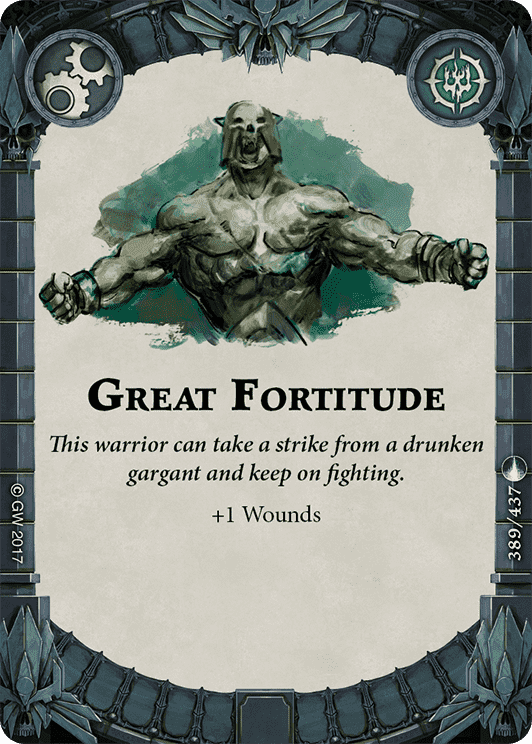 Great Fortitude
This warrior can take a strike from a drunken
gargant and keep on fighting.
+1 Wounds
© GW 2017
389/437